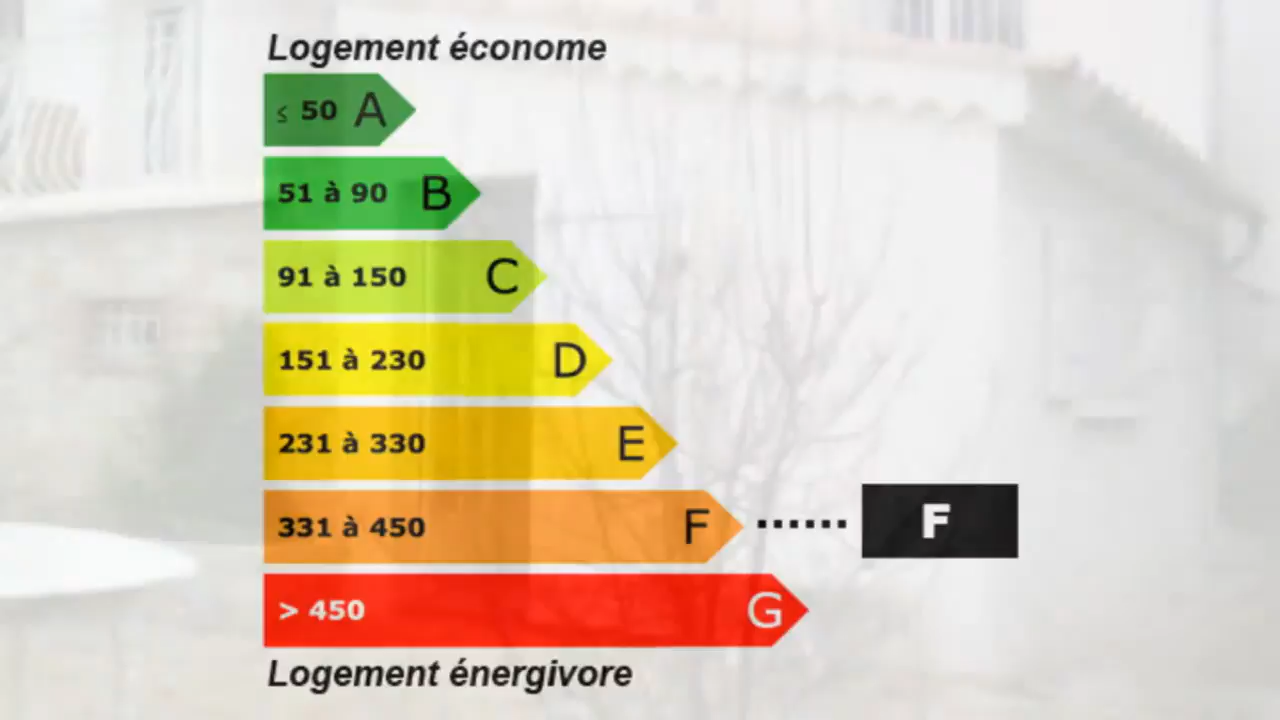 Logement économe
≤ 50 A
51 à 90 B
91 à 150 C
151 à 230 D
231 à 330 E
331 à 450 F F
> 450 G
Logement énergivore